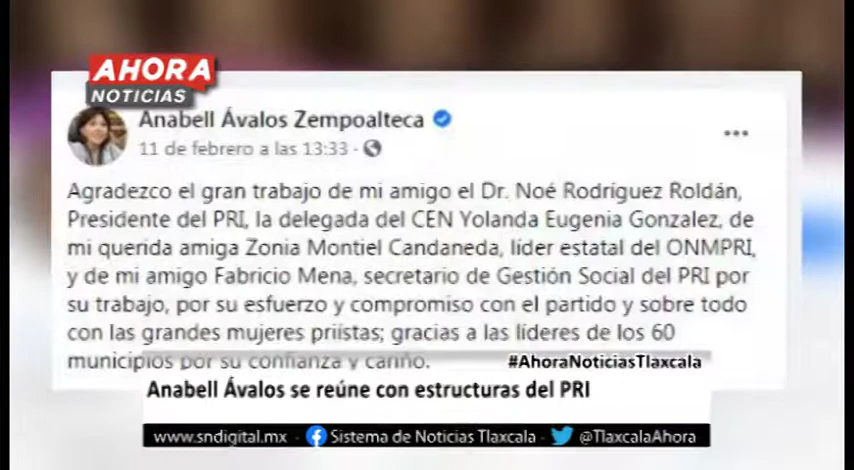 AHORA
NOTICIAS
Anabell Ávalos Zempoalteca
11 de febrero a las 13:33 ·
Agradezco el gran trabajo de mi amigo el Dr. Noé Rodríguez Roldán,
Presidente del PRI, la delegada del CEN Yolanda Eugenia Gonzalez, de
mi querida amiga Zonia Montiel Candaneda, líder estatal del ONMPRI,
y de mi amigo Fabricio Mena, secretario de Gestión Social del PRI por
su trabajo, por su esfuerzo y compromiso con el partido y sobre todo
con las grandes mujeres priístas; gracias a las líderes de los 60
municipios por su confianza y cariño.
#AhoraNoticiasTlaxcala
Anabell Ávalos se reúne con estructuras del PRI
www.sndigital.mx - Sistema de Noticias Tlaxcala - @TlaxcalaAhora